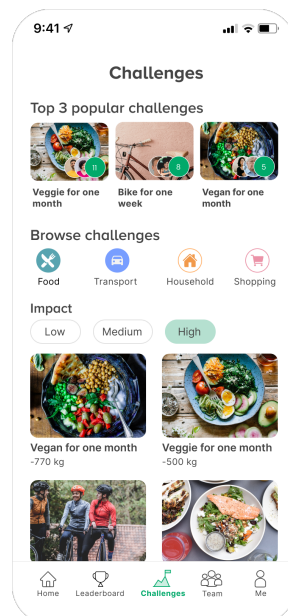 9:41
Challenges
Top 3 popular challenges
11
8
5
Veggie for one
month
Bike for one
week
Vegan for one
month
Browse challenges
Food
Transport
Household
Shopping
Impact
Low
Medium
High
Vegan for one month
-770 kg
Veggie for one month
-500 kg
Home
Leaderboard
Challenges
Team
Me